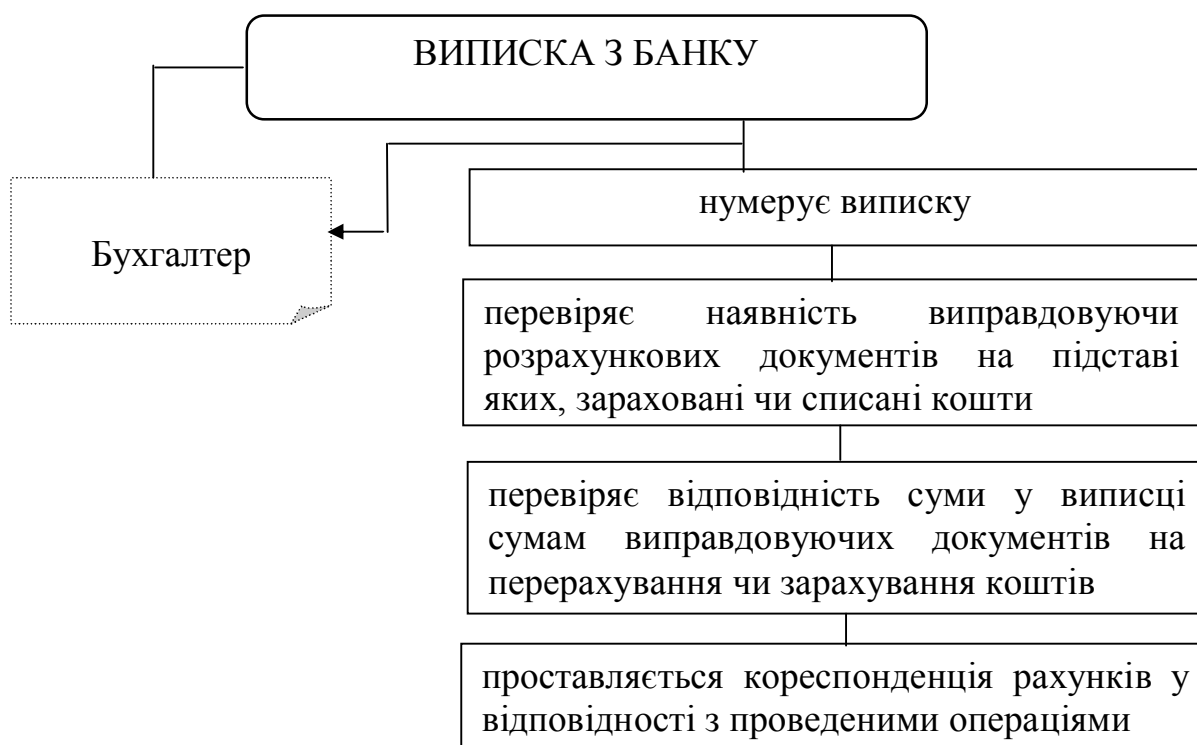 ВИПИСКА З БАНКУ
Бухгалтер
нумерує виписку
перевіряє наявність виправдовуючи
розрахункових документів на підставі
яких, зараховані чи списані кошти
перевіряє відповідність суми у виписці
сумам виправдовуючих документів на
перерахування чи зарахування коштів
проставляється кореспонденція рахунків у
відповідності з проведеними операціями